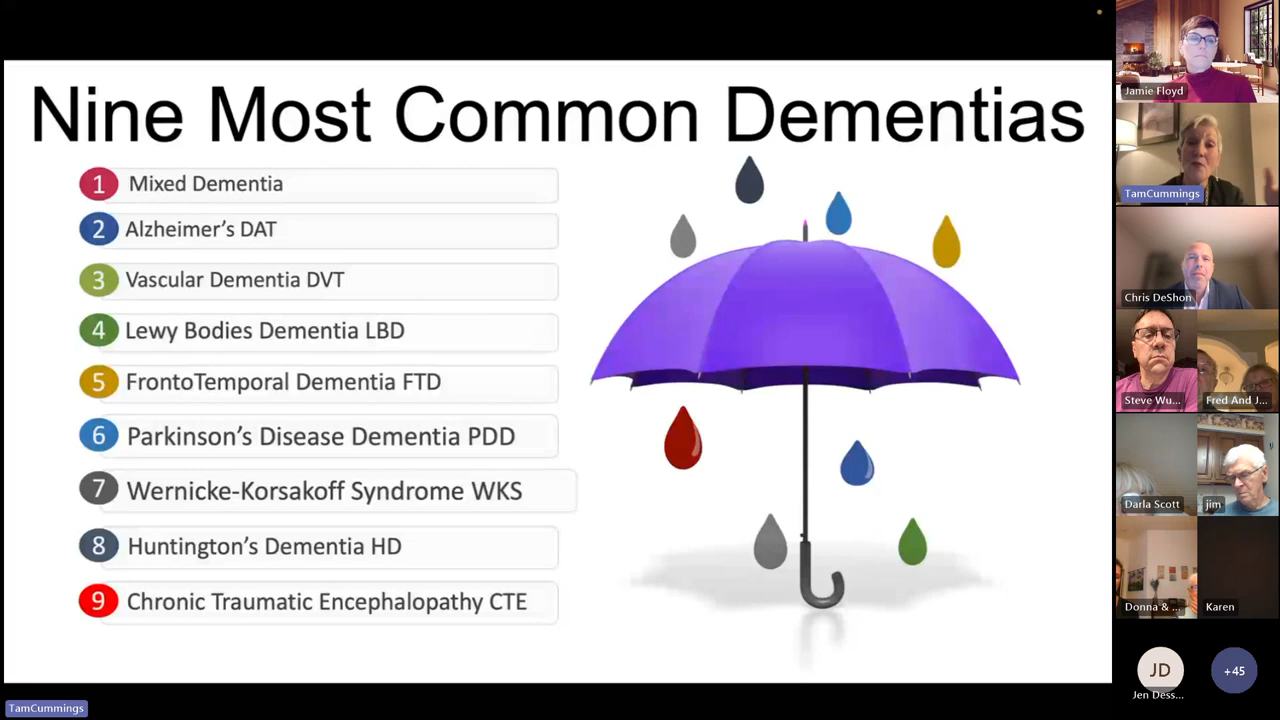 Nine Most Common Dementias
1 Mixed Dementia
2 Alzheimer's DAT
3 Vascular Dementia DVT
4 Lewy Bodies Dementia LBD
5 FrontoTemporal Dementia FTD
6 Parkinson's Disease Dementia PDD
7 Wernicke-Korsakoff Syndrome WKS
8 Huntington's Dementia HD
9 Chronic Traumatic Encephalopathy CTE
TamCummings
Jamie Floyd
TamCummings
Chris DeShon
Steve Wu...
Fred And J...
Darla Scott
jim
Donna & ...
Karen
JD
Jen Dess...
+45